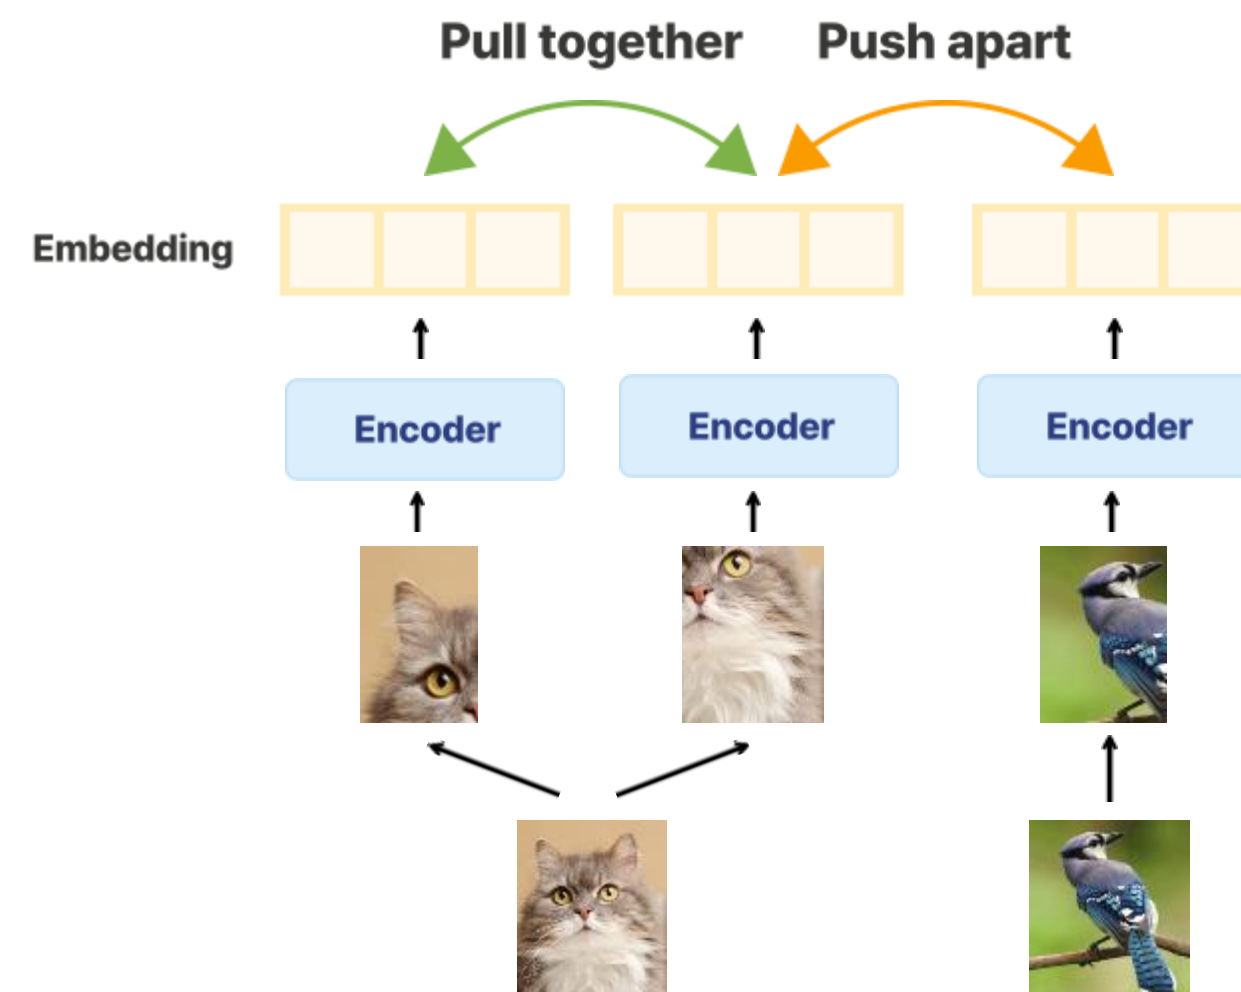 Pull together
Push apart
Embedding
Encoder
Encoder
Encoder